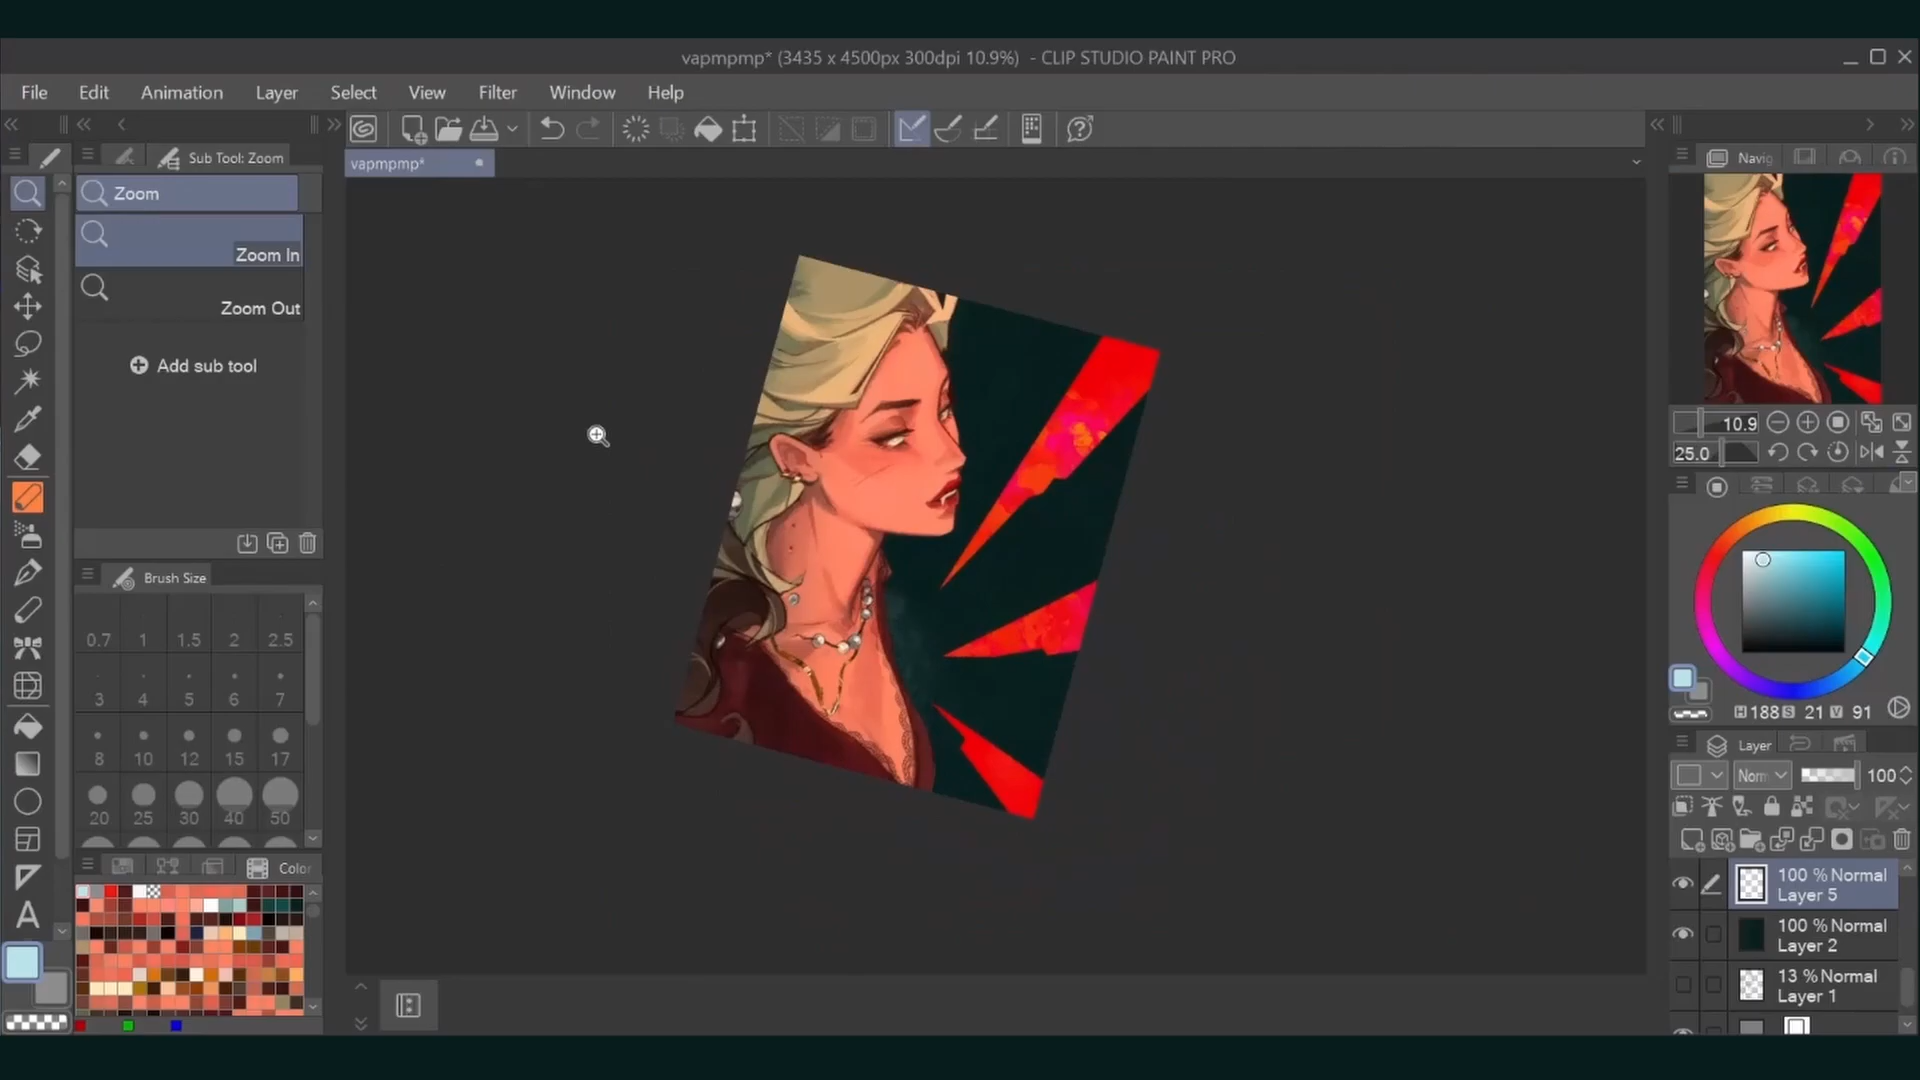 vapmpmp* (3435 x 4500px 300dpi 10.9%) - CLIP STUDIO PAINT PRO
File Edit Animation Layer Select View Filter Window Help
Sub Tool: Zoom
vapmpmp*
Navig
Zoom
Zoom In
Zoom Out
Add sub tool
10.9
25.0
Brush Size
0.7 1 1.5 2 2.5
3 4 5 6 7
8 10 12 15 17
20 25 30 40 50
H 188 S 21 V 91
Layer
Norm 100
Color
100 % Normal
Layer 5
100 % Normal
Layer 2
13 % Normal
Layer 1